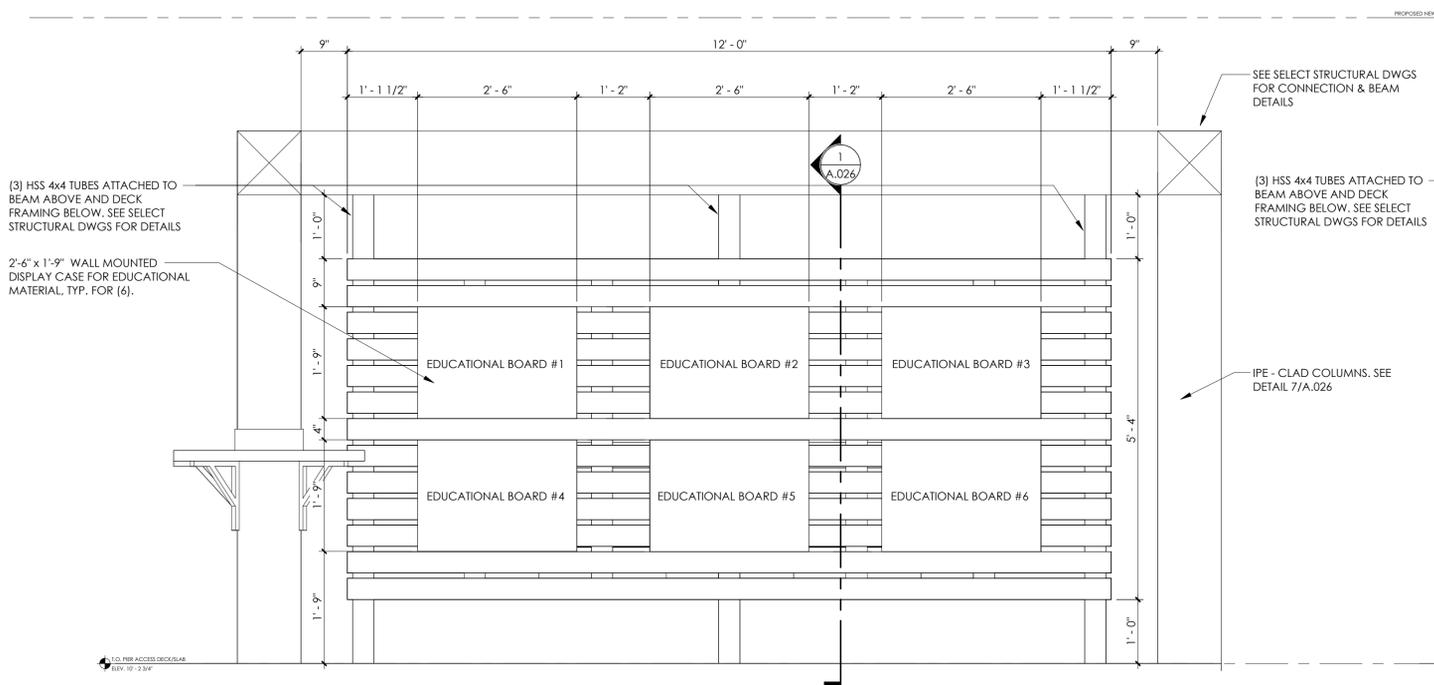 PROPOSED NEW
9"
12' - 0"
9"
1' - 1 1/2"
2' - 6"
1' - 2"
2' - 6"
1' - 2"
2' - 6"
1' - 1 1/2"
SEE SELECT STRUCTURAL DWGS
FOR CONNECTION & BEAM
DETAILS
1
A.026
(3) HSS 4x4 TUBES ATTACHED TO
BEAM ABOVE AND DECK
FRAMING BELOW. SEE SELECT
STRUCTURAL DWGS FOR DETAILS
(3) HSS 4x4 TUBES ATTACHED TO
BEAM ABOVE AND DECK
FRAMING BELOW. SEE SELECT
STRUCTURAL DWGS FOR DETAILS
1' - 0"
1' - 0"
2'-6" x 1'-9" WALL MOUNTED
DISPLAY CASE FOR EDUCATIONAL
MATERIAL, TYP. FOR (6).
9"
1' - 9"
EDUCATIONAL BOARD #1
EDUCATIONAL BOARD #2
EDUCATIONAL BOARD #3
IPE - CLAD COLUMNS. SEE
DETAIL 7/A.026
4"
5' - 4"
1' - 9"
EDUCATIONAL BOARD #4
EDUCATIONAL BOARD #5
EDUCATIONAL BOARD #6
1' - 9"
1' - 0"
T.O. PIER ACCESS DECK/SLAB
ELEV. 10' - 2 3/4"